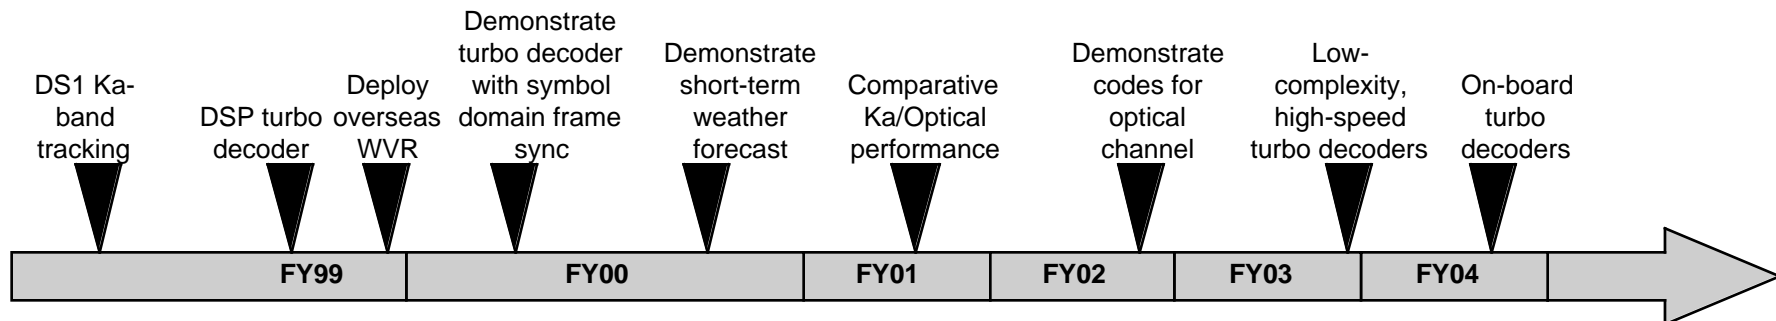 DS1 Ka-
band
tracking
DSP turbo
decoder
Deploy
overseas
WVR
Demonstrate
turbo decoder
with symbol
domain frame
sync
Demonstrate
short-term
weather
forecast
Comparative
Ka/Optical
performance
Demonstrate
codes for
optical
channel
Low-
complexity,
high-speed
turbo decoders
On-board
turbo
decoders
FY99
FY00
FY01
FY02
FY03
FY04